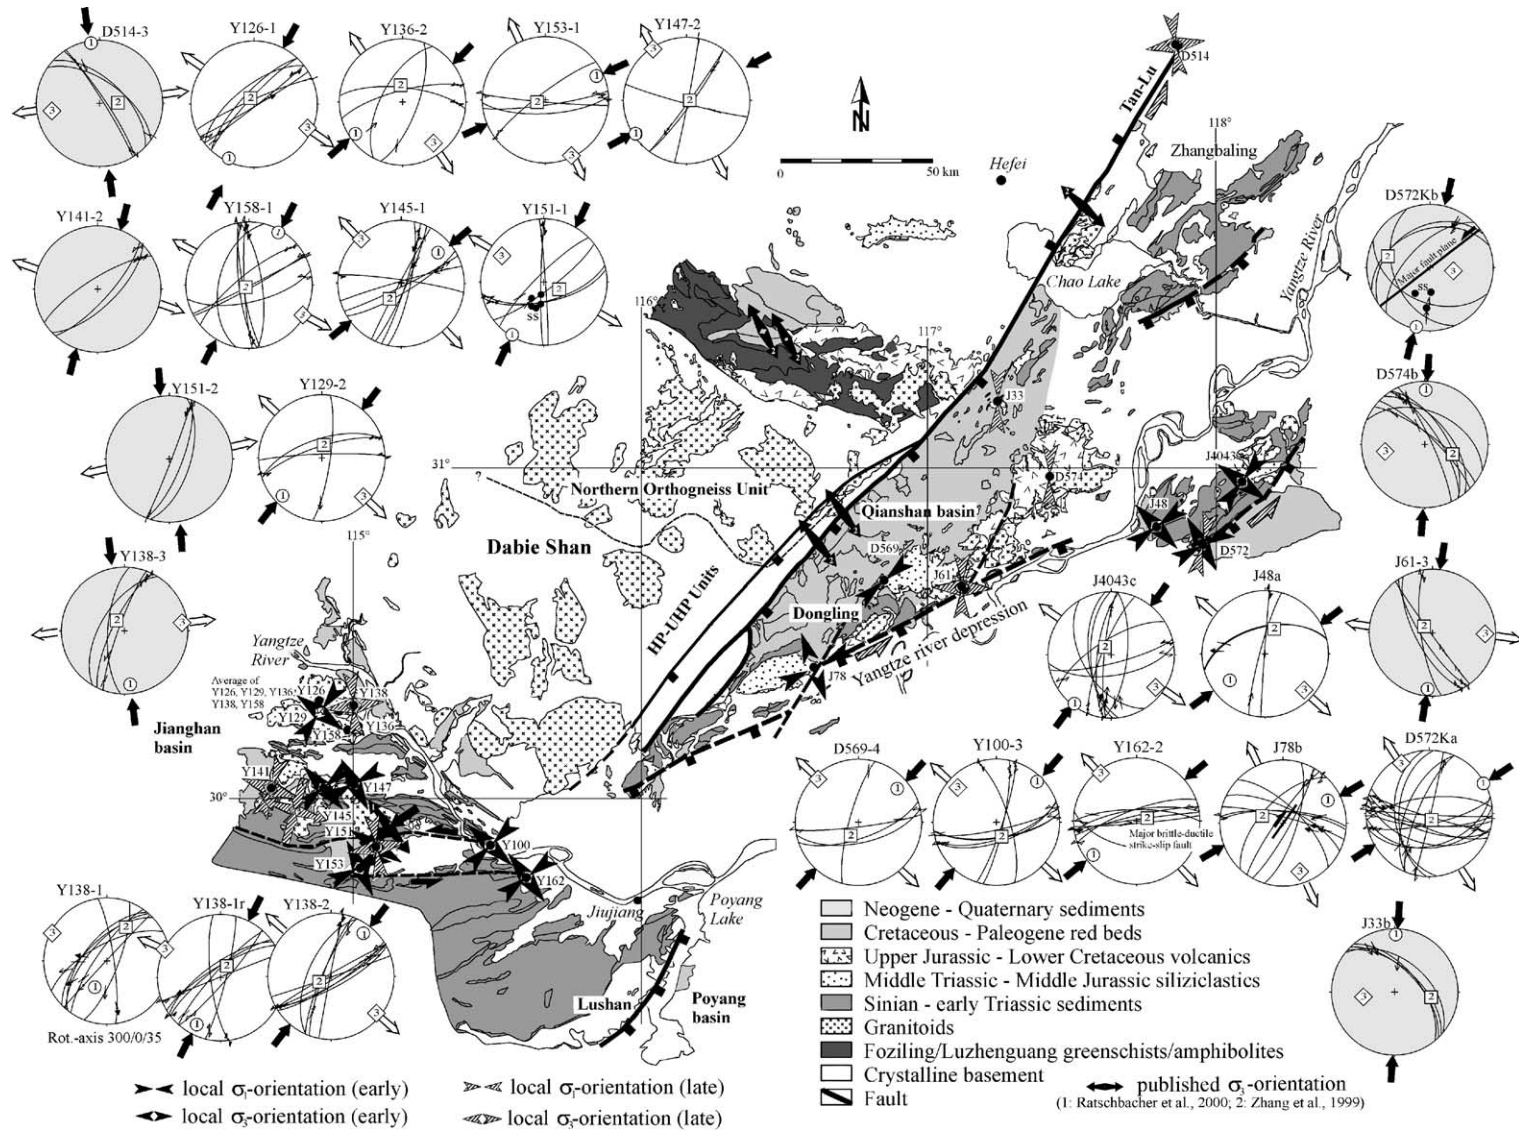 D514-3
Y126-1
Y136-2
Y153-1
Y147-2
Y141-2
Y158-1
Y145-1
Y151-1
ss
Y151-2
Y129-2
Y138-3
N
0
50 km
Hefei
Tan-Lu
D514
118°
Zhangbaling
Yangtze River
Chao Lake
116°
117°
31°
?
Northern Orthogneiss Unit
Dabie Shan
HP-UHP Units
Qianshan basin
D569
Dongling
J33
D574
J61
J78
Yangtze river depression
J4043c
J48
D572
D572Kb
Major fault plane
ss
D574b
J61-3
J4043c
J48a
115°
Yangtze
River
Average of
Y126, Y129, Y136,
Y138, Y158
Y126
Y138
Y129
Y158
Y136
Jianghan
basin
Y141
30°
Y147
Y145
Y151
Y153
Y100
Y162
Jiujiang
Poyang
Lake
Lushan
Poyang
basin
D569-4
Y100-3
Y162-2
Major brittle-ductile
strike-slip fault
J78b
D572Ka
J33b
Y138-1
Y138-1r
Y138-2
Rot.-axis 300/0/35
Neogene - Quaternary sediments
Cretaceous - Paleogene red beds
Upper Jurassic - Lower Cretaceous volcanics
Middle Triassic - Middle Jurassic siliziclastics
Sinian - early Triassic sediments
Granitoids
Foziling/Luzhenguang greenschists/amphibolites
Crystalline basement
Fault
local σ1-orientation (early)
local σ1-orientation (late)
local σ3-orientation (early)
local σ3-orientation (late)
published σ3-orientation
(1: Ratschbacher et al., 2000; 2: Zhang et al., 1999)